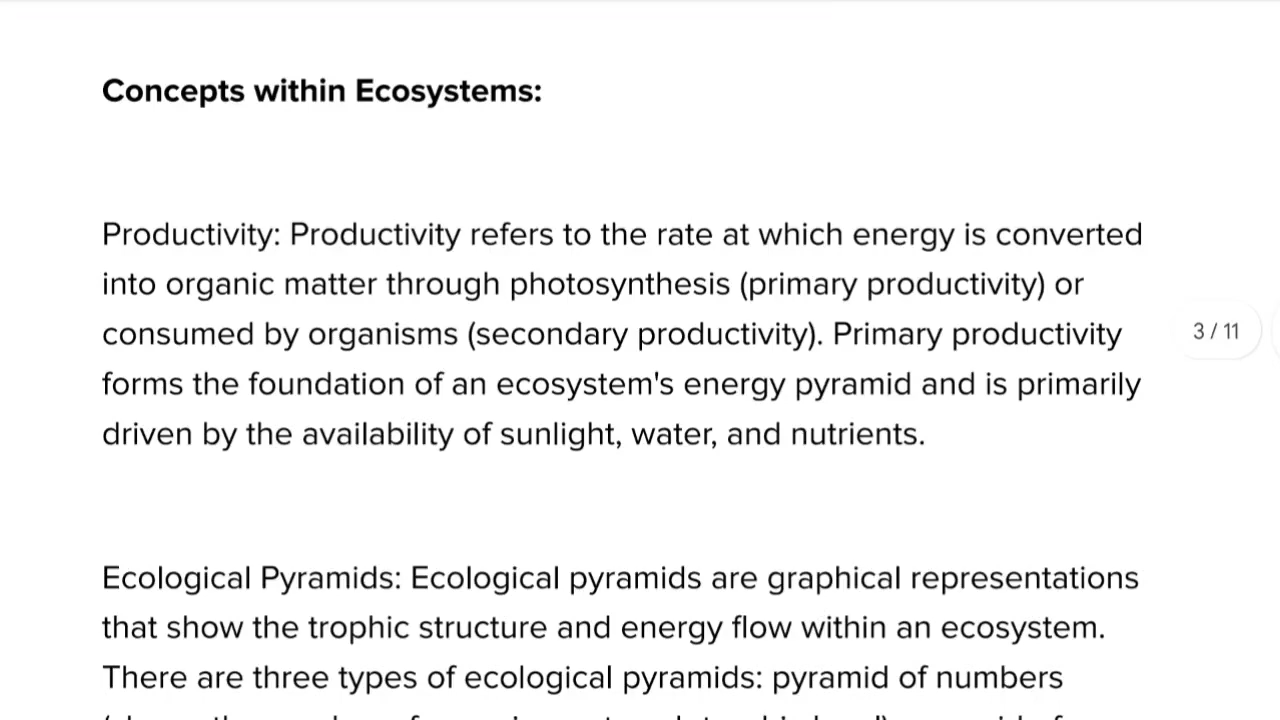 Concepts within Ecosystems:
Productivity: Productivity refers to the rate at which energy is converted
into organic matter through photosynthesis (primary productivity) or
consumed by organisms (secondary productivity). Primary productivity
3 / 11
forms the foundation of an ecosystem's energy pyramid and is primarily
driven by the availability of sunlight, water, and nutrients.
Ecological Pyramids: Ecological pyramids are graphical representations
that show the trophic structure and energy flow within an ecosystem.
There are three types of ecological pyramids: pyramid of numbers